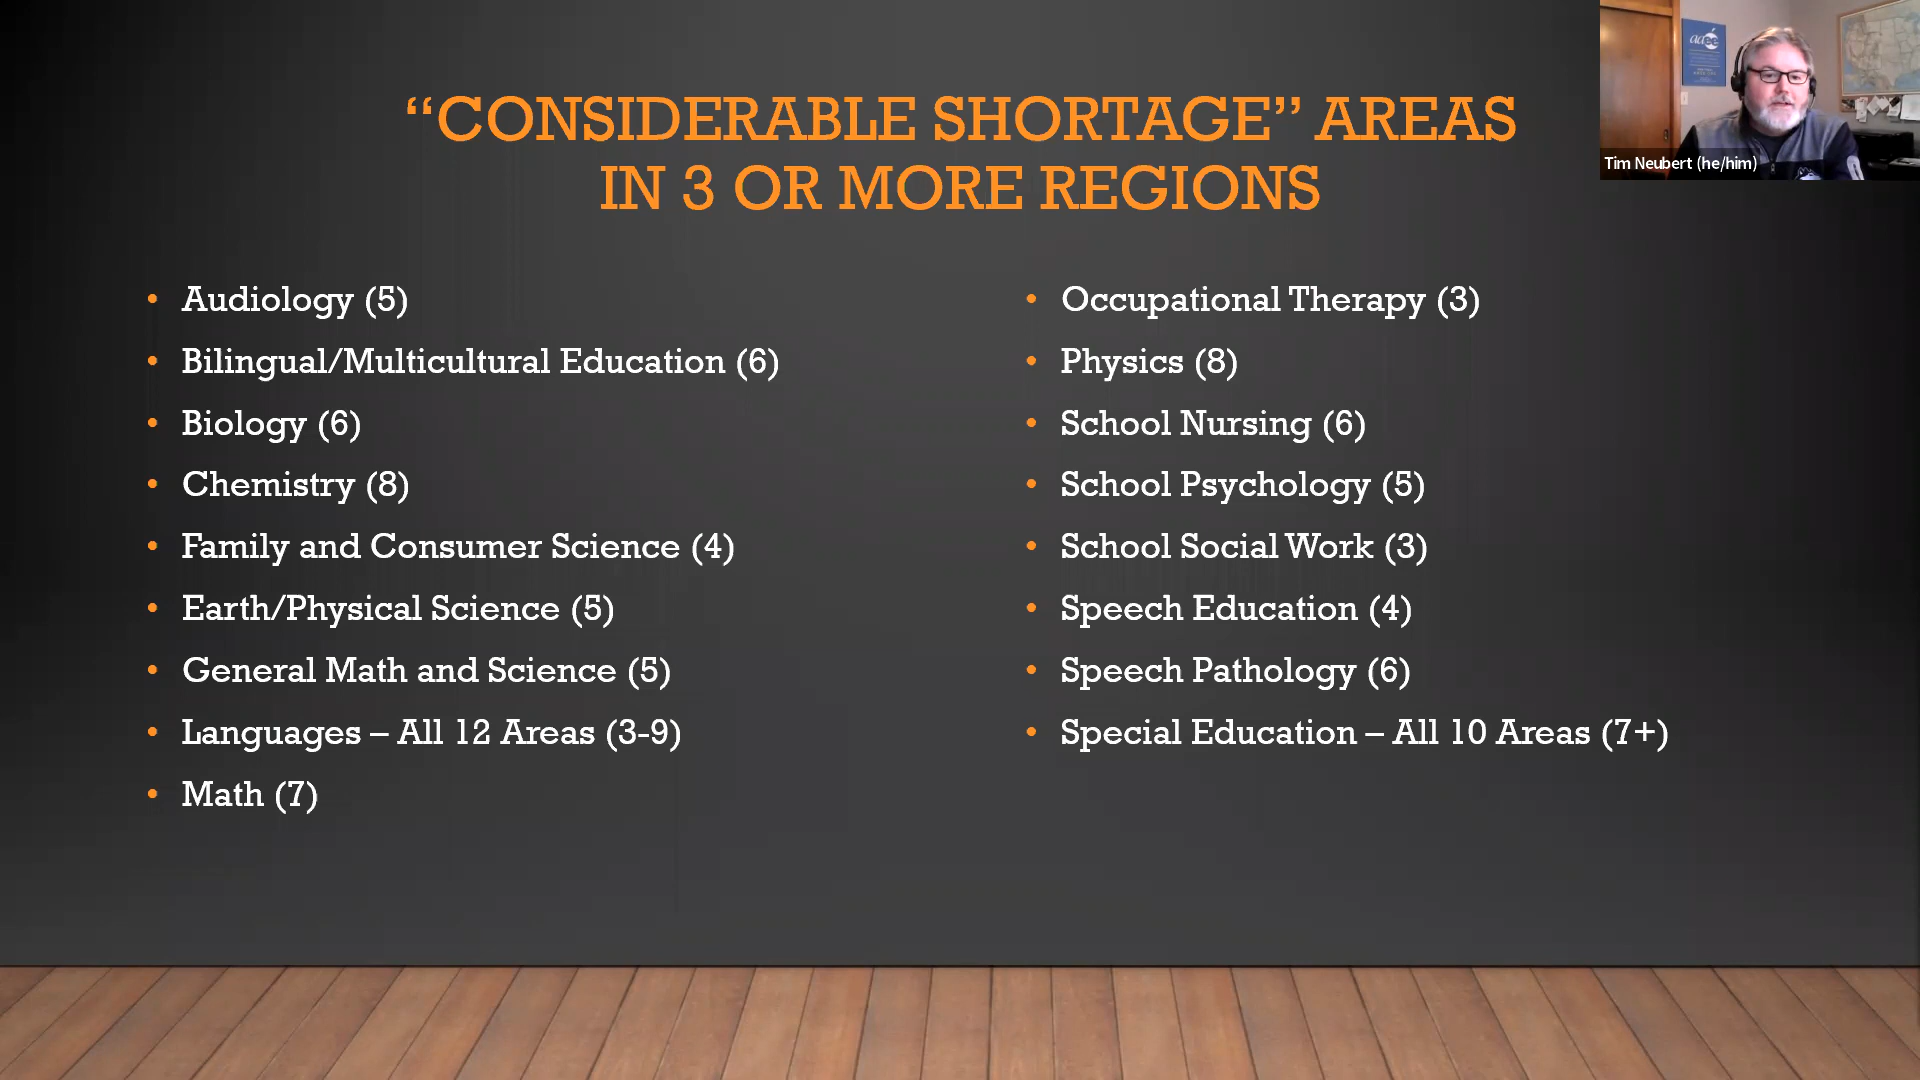 “CONSIDERABLE SHORTAGE” AREAS
IN 3 OR MORE REGIONS
• Audiology (5)
• Bilingual/Multicultural Education (6)
• Biology (6)
• Chemistry (8)
• Family and Consumer Science (4)
• Earth/Physical Science (5)
• General Math and Science (5)
• Languages – All 12 Areas (3-9)
• Math (7)
• Occupational Therapy (3)
• Physics (8)
• School Nursing (6)
• School Psychology (5)
• School Social Work (3)
• Speech Education (4)
• Speech Pathology (6)
• Special Education – All 10 Areas (7+)
aaee
Tim Neubert (he/him)